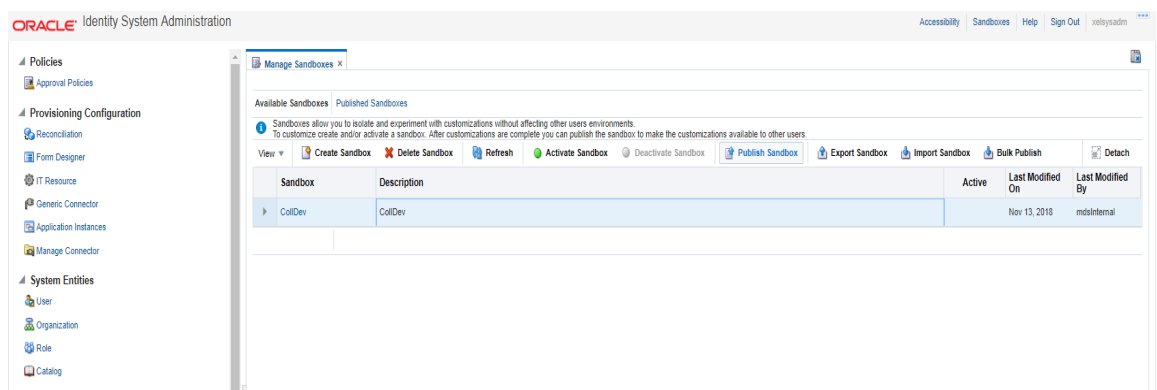 ORACLE® Identity System Administration
Accessibility Sandboxes Help Sign Out xelsysadm
Policies
Approval Policies
Provisioning Configuration
Reconciliation
Form Designer
IT Resource
Generic Connector
Application Instances
Manage Connector
System Entities
User
Organization
Role
Catalog
Manage Sandboxes ×
Available Sandboxes Published Sandboxes
Sandboxes allow you to isolate and experiment with customizations without affecting other users environments.
To customize create and/or activate a sandbox. After customizations are complete you can publish the sandbox to make the customizations available to other users.
View Create Sandbox Delete Sandbox Refresh Activate Sandbox Deactivate Sandbox Publish Sandbox Export Sandbox Import Sandbox Bulk Publish Detach
Sandbox Description Active Last Modified On Last Modified By
CollDev CollDev Nov 13, 2018 mdsInternal